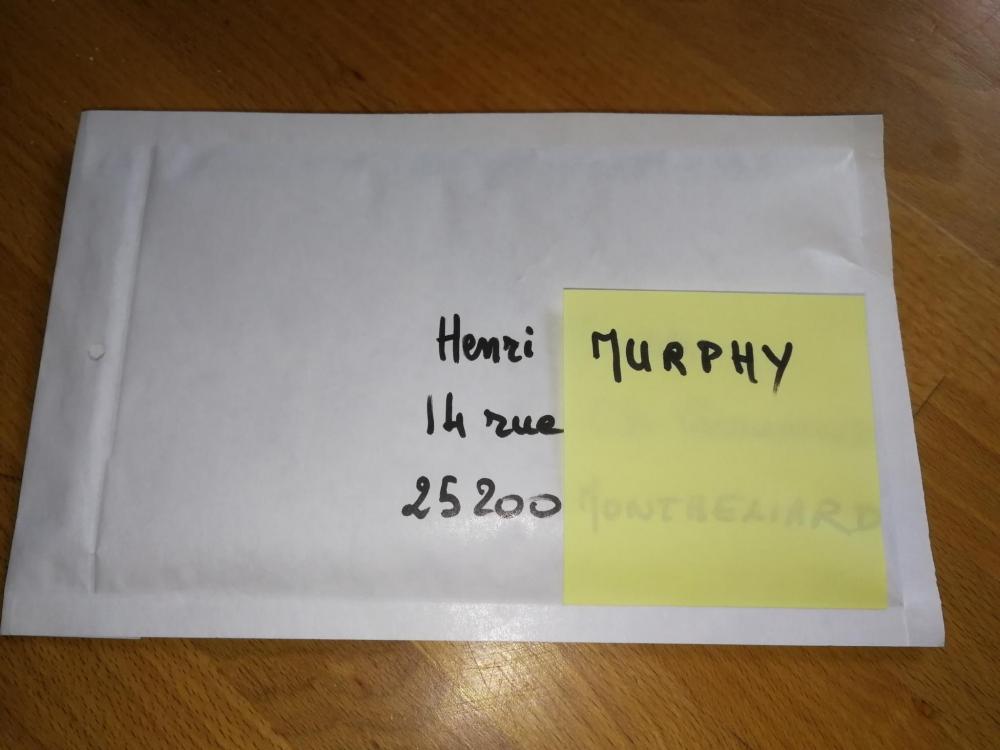 Henri MURPHY
14 rue
25200 MONTBELIARD